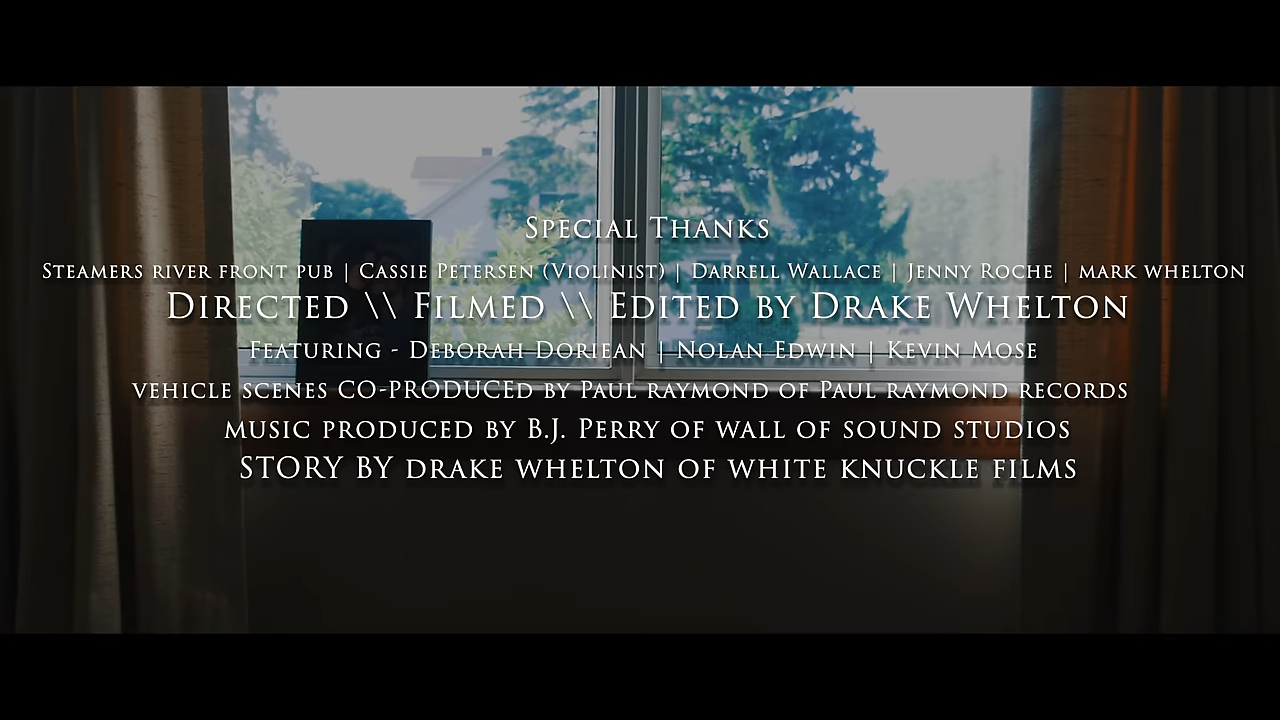 Special Thanks
Steamers river front pub | Cassie Petersen (Violinist) | Darrell Wallace | Jenny Roche | mark whelton
Directed \\ Filmed \\ Edited by Drake Whelton
Featuring - Deborah Doriean | Nolan Edwin | Kevin Mose
vehicle scenes CO-PRODUCEd by Paul raymond of Paul raymond records
music produced by B.J. Perry of wall of sound studios
STORY BY drake whelton of white knuckle films